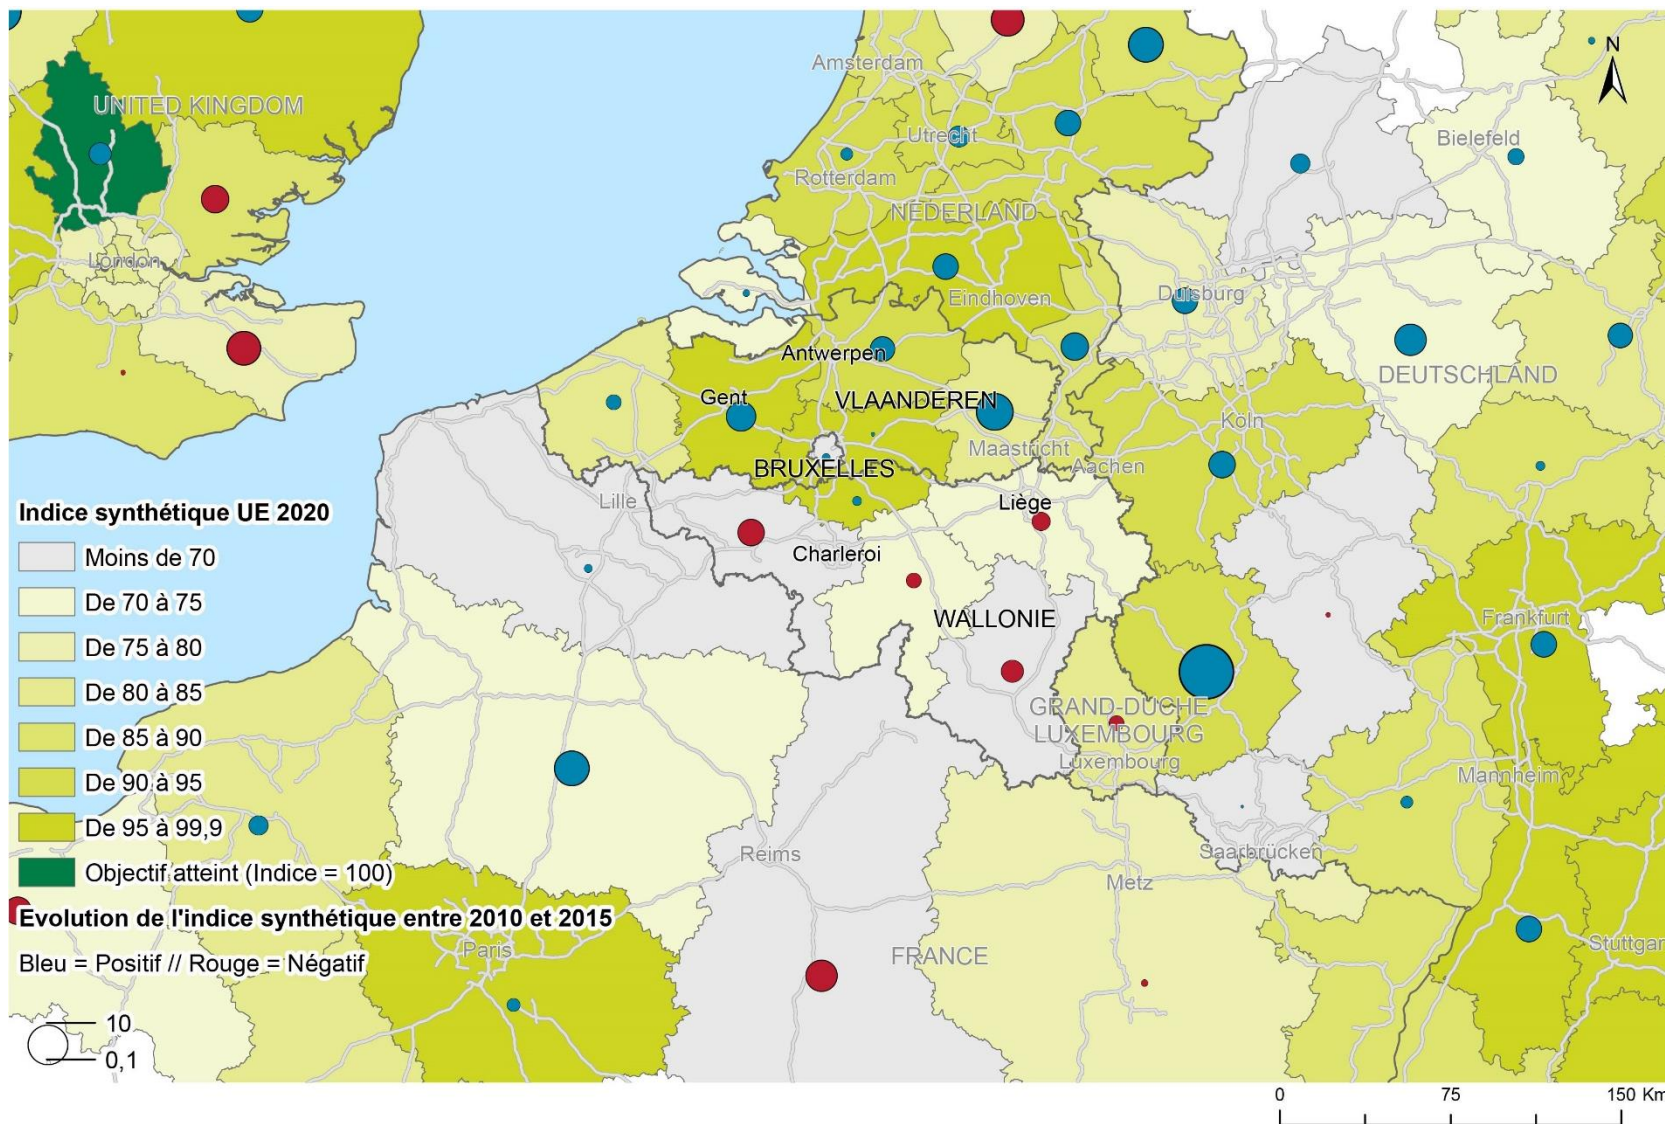 N
Amsterdam
UNITED KINGDOM
Utrecht
Bielefeld
Rotterdam
NEDERLAND
London
Duisburg
Eindhoven
Antwerpen
DEUTSCHLAND
Gent
VLAANDEREN
Köln
Maastricht
BRUXELLES
Aachen
Lille
Liège
Indice synthétique UE 2020
Moins de 70
Charleroi
De 70 à 75
WALLONIE
Frankfurt
De 75 à 80
De 80 à 85
GRAND-DUCHE
LUXEMBOURG
De 85 à 90
Luxembourg
De 90 à 95
Mannheim
De 95 à 99,9
Reims
Saarbrücken
Objectif atteint (Indice = 100)
Metz
Evolution de l'indice synthétique entre 2010 et 2015
Paris
FRANCE
Stuttgar
Bleu = Positif // Rouge = Négatif
10
0,1
0 75 150 Km